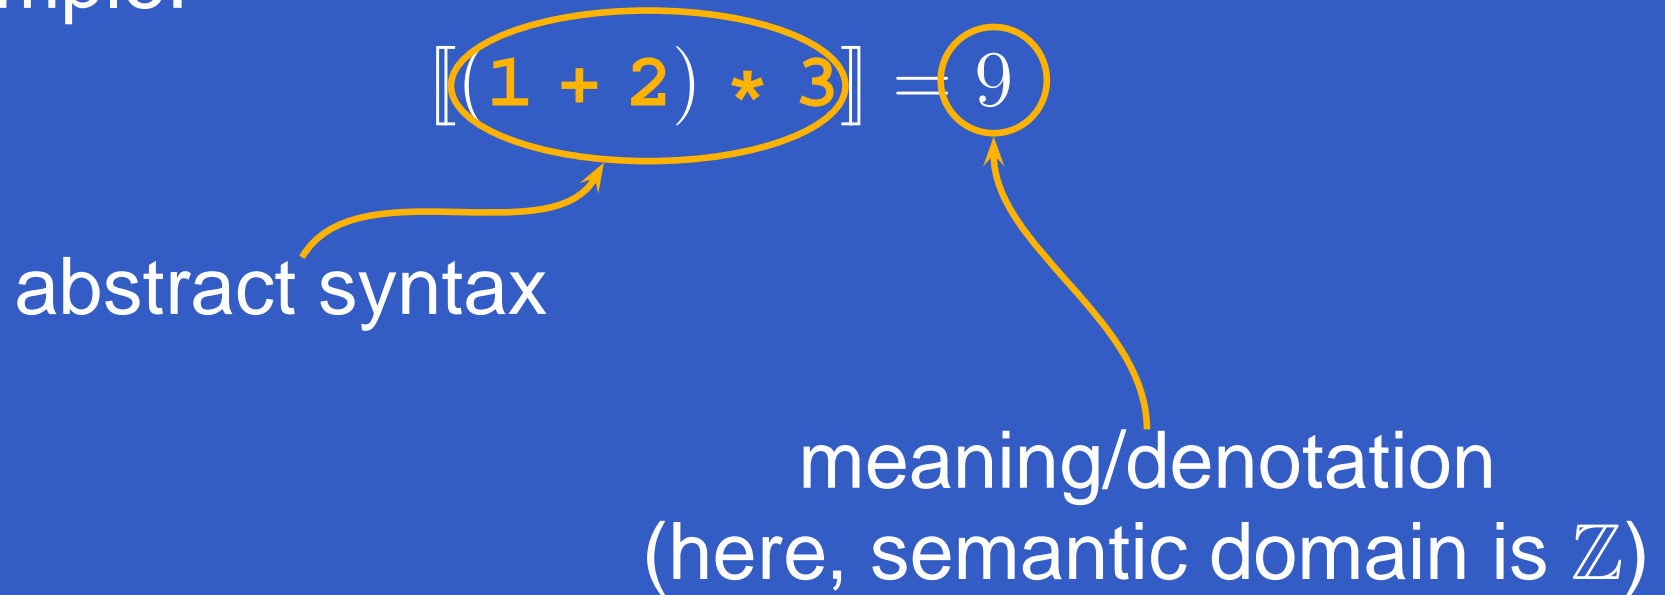 ⟦(1 + 2) * 3⟧ = 9
abstract syntax
meaning/denotation
(here, semantic domain is ℤ)